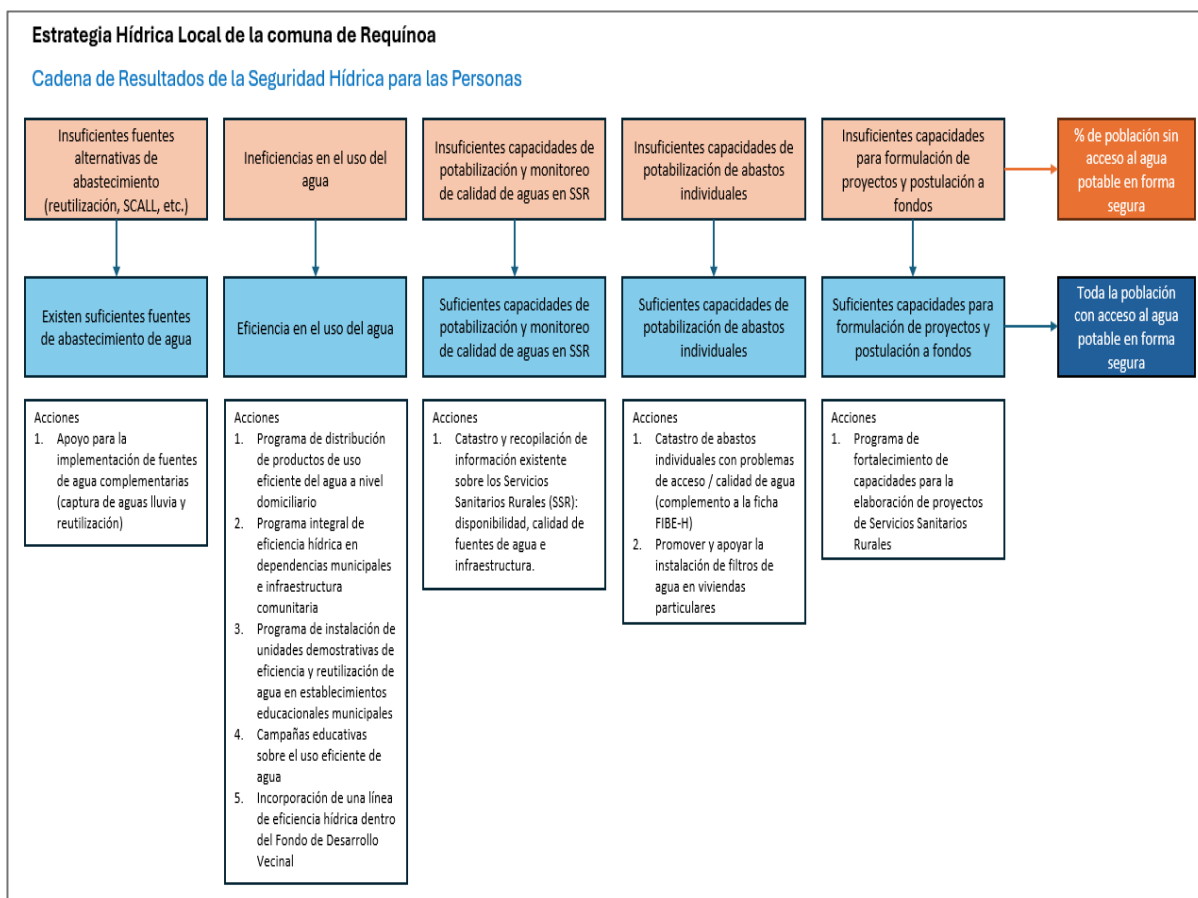 Estrategia Hídrica Local de la comuna de Requínoa
Cadena de Resultados de la Seguridad Hídrica para las Personas
Insuficientes fuentes
alternativas de
abastecimiento
(reutilización, SCALL, etc.)
Ineficiencias en el uso del
agua
Insuficientes capacidades de
potabilización y monitoreo
de calidad de aguas en SSR
Insuficientes capacidades de
potabilización de abastos
individuales
Insuficientes capacidades
para formulación de
proyectos y postulación a
fondos
% de población sin
acceso al agua
potable en forma
segura
Existen suficientes fuentes
de abastecimiento de agua
Eficiencia en el uso del agua
Suficientes capacidades de
potabilización y monitoreo
de calidad de aguas en SSR
Suficientes capacidades de
potabilización de abastos
individuales
Suficientes capacidades para
formulación de proyectos y
postulación a fondos
Toda la población
con acceso al agua
potable en forma
segura
Acciones
1. Apoyo para la
implementación de fuentes
de agua complementarias
(captura de aguas lluvia y
reutilización)
Acciones
1. Programa de distribución
de productos de uso
eficiente del agua a nivel
domiciliario
2. Programa integral de
eficiencia hídrica en
dependencias municipales
e infraestructura
comunitaria
3. Programa de instalación de
unidades demostrativas de
eficiencia y reutilización de
agua en establecimientos
educacionales municipales
4. Campañas educativas
sobre el uso eficiente de
agua
5. Incorporación de una línea
de eficiencia hídrica dentro
del Fondo de Desarrollo
Vecinal
Acciones
1. Catastro y recopilación de
información existente
sobre los Servicios
Sanitarios Rurales (SSR):
disponibilidad, calidad de
fuentes de agua e
infraestructura.
Acciones
1. Catastro de abastos
individuales con problemas
de acceso / calidad de agua
(complemento a la ficha
FIBE-H)
2. Promover y apoyar la
instalación de filtros de
agua en viviendas
particulares
Acciones
1. Programa de
fortalecimiento de
capacidades para la
elaboración de proyectos
de Servicios Sanitarios
Rurales